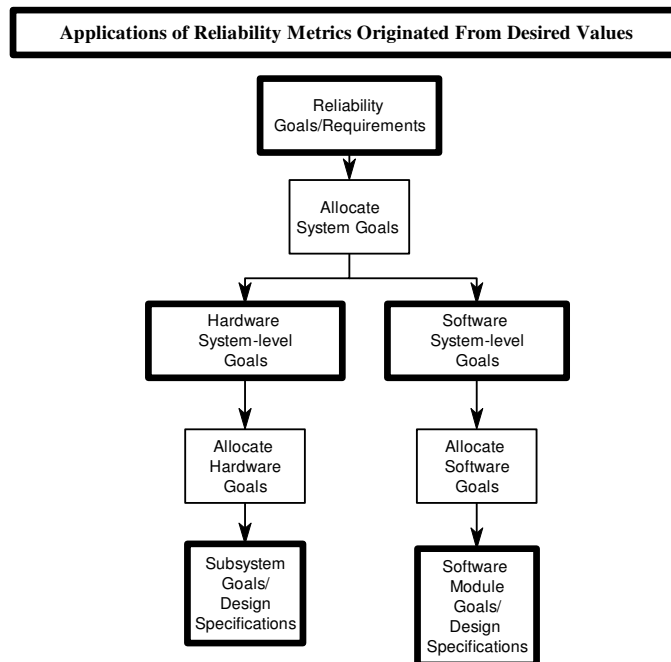 Applications of Reliability Metrics Originated From Desired Values
Reliability
Goals/Requirements
Allocate
System Goals
Hardware
System-level
Goals
Software
System-level
Goals
Allocate
Hardware
Goals
Allocate
Software
Goals
Subsystem
Goals/
Design
Specifications
Software
Module
Goals/
Design
Specifications